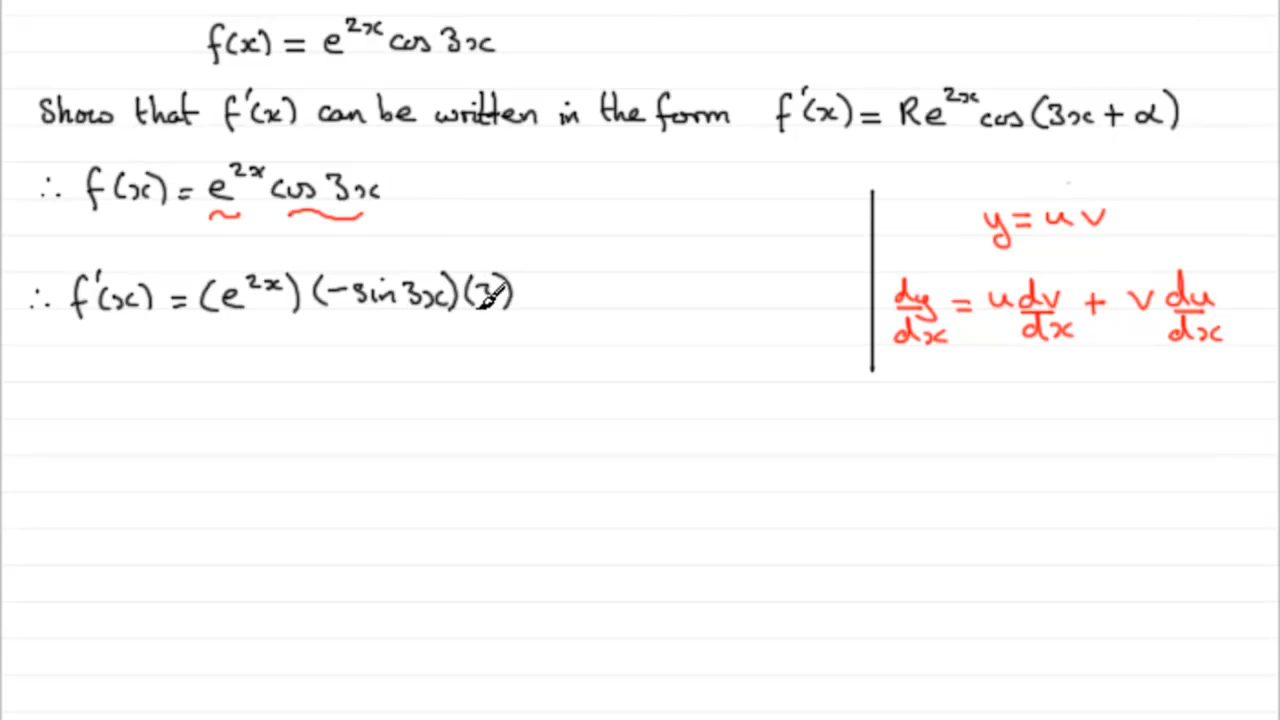 f(x) = e^{2x} cos 3x
Show that f'(x) can be written in the form f'(x) = Re^{2x} cos(3x + α)
∴ f(x) = e^{2x} cos 3x
y = uv
∴ f'(x) = (e^{2x})(-sin 3x)(3)
dy/dx = u dv/dx + v du/dx